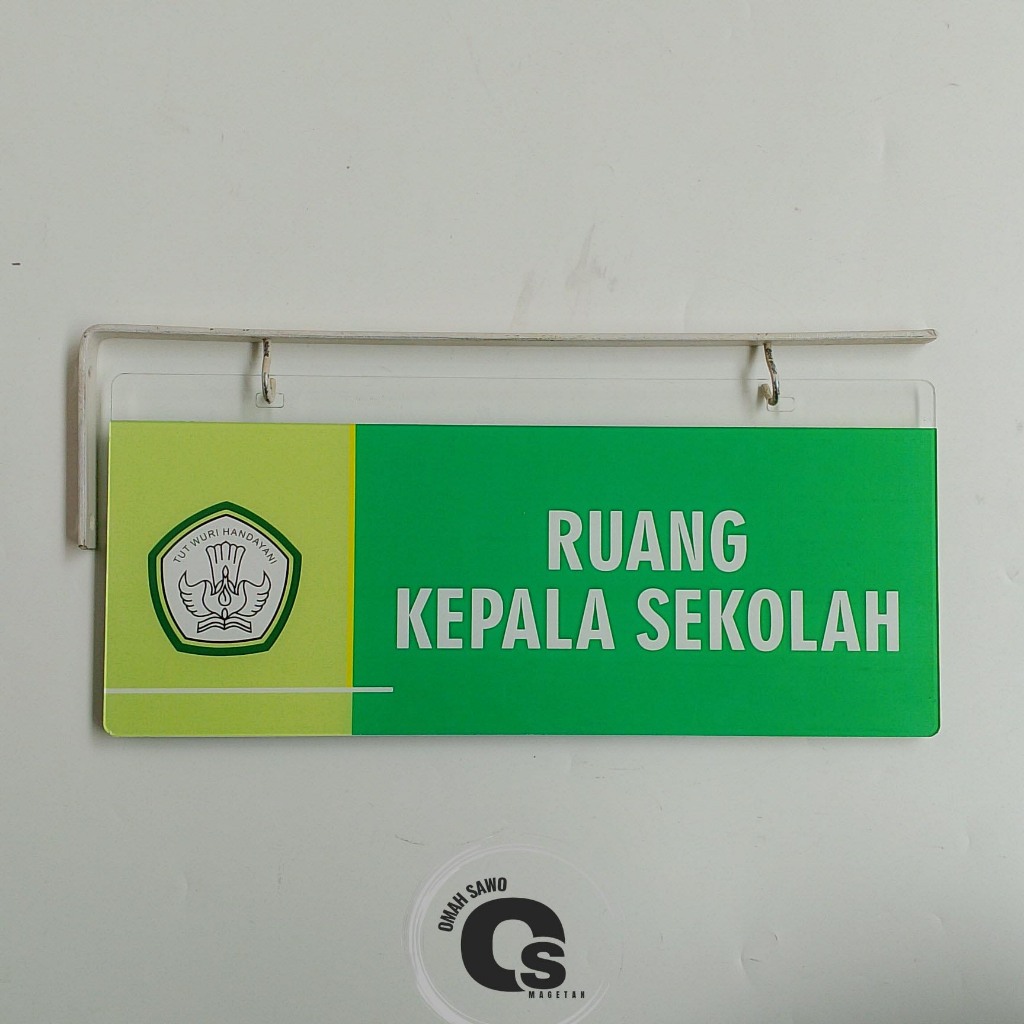 TUT WURI HANDAYANI
RUANG
KEPALA SEKOLAH
OMAH SAWO
OS
MAGETAN